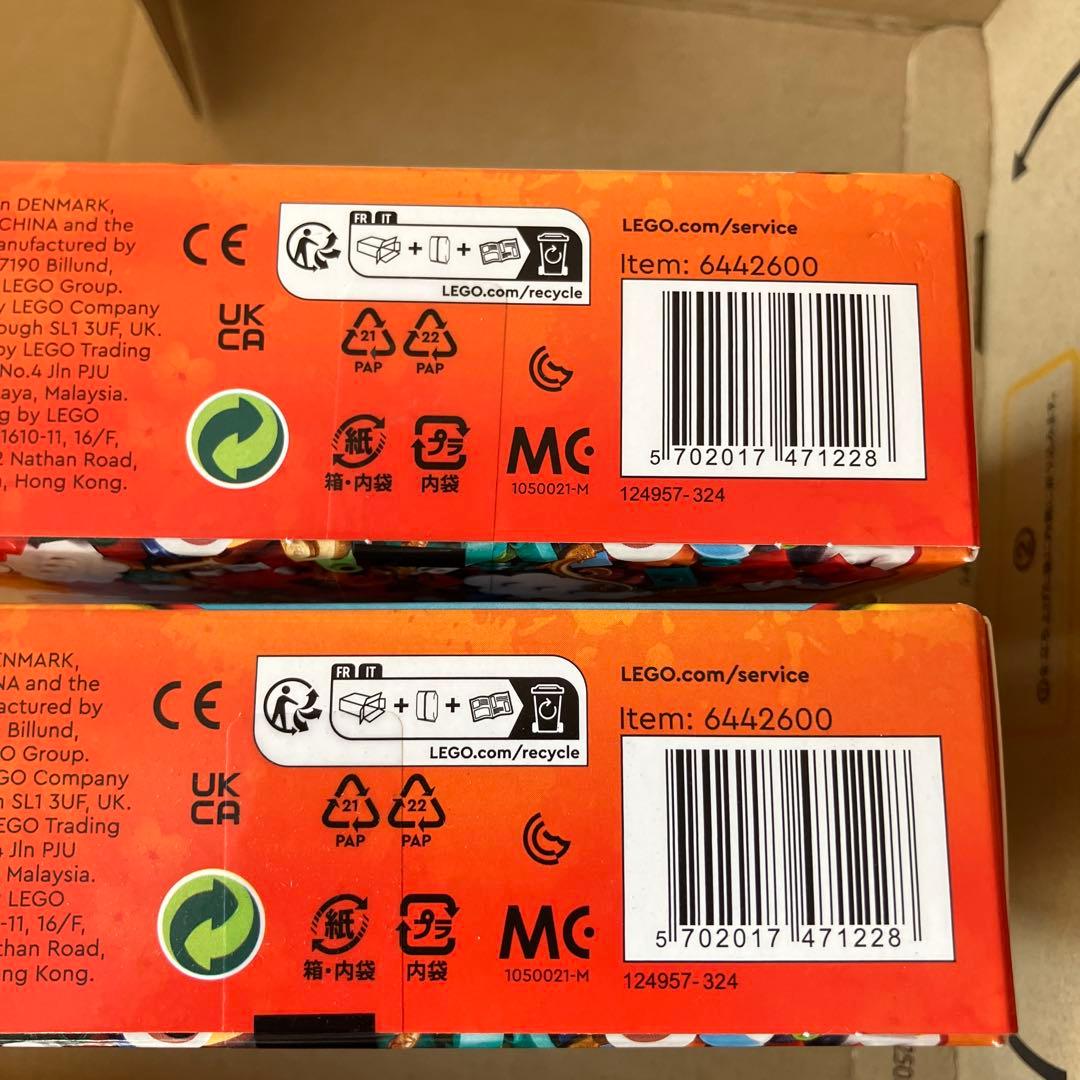 n DENMARK,
CHINA and the
anufactured by
7190 Billund,
LEGO Group.
y LEGO Company
ough SL1 3UF, UK.
by LEGO Trading
No.4 Jln PJU
aya, Malaysia.
g by LEGO
1610-11, 16/F,
2 Nathan Road,
, Hong Kong.
CE
UK
CA
FR IT
LEGO.com/recycle
21
PAP
22
PAP
紙
箱・内袋
プラ
内袋
MC
1050021-M
LEGO.com/service
Item: 6442600
5 702017 471228
124957-324
ENMARK,
NA and the
actured by
Billund,
O Group.
GO Company
h SL1 3UF, UK.
EGO Trading
Jln PJU
Malaysia.
LEGO
-11, 16/F,
than Road,
ng Kong.
CE
UK
CA
FR IT
LEGO.com/recycle
21
PAP
22
PAP
紙
箱・内袋
プラ
内袋
MC
1050021-M
LEGO.com/service
Item: 6442600
5 702017 471228
124957-324